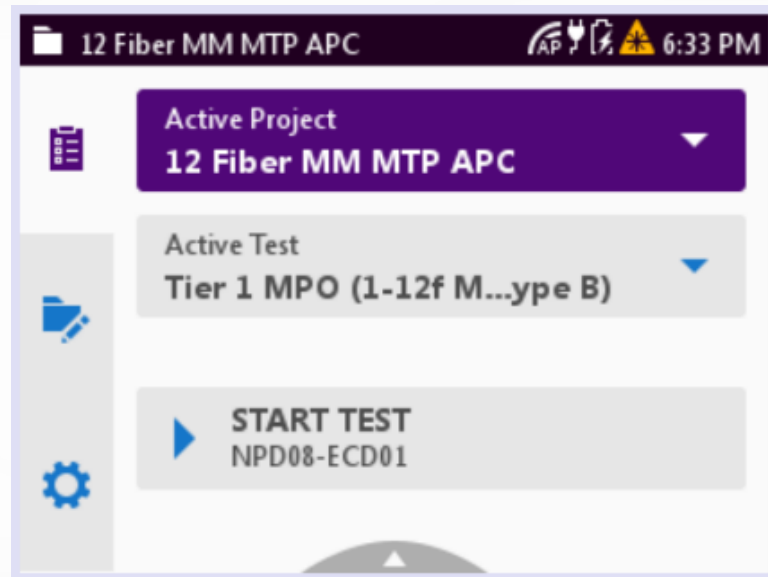 12 Fiber MM MTP APC AP 6:33 PM
Active Project
12 Fiber MM MTP APC
Active Test
Tier 1 MPO (1-12f M...ype B)
START TEST
NPD08-ECD01